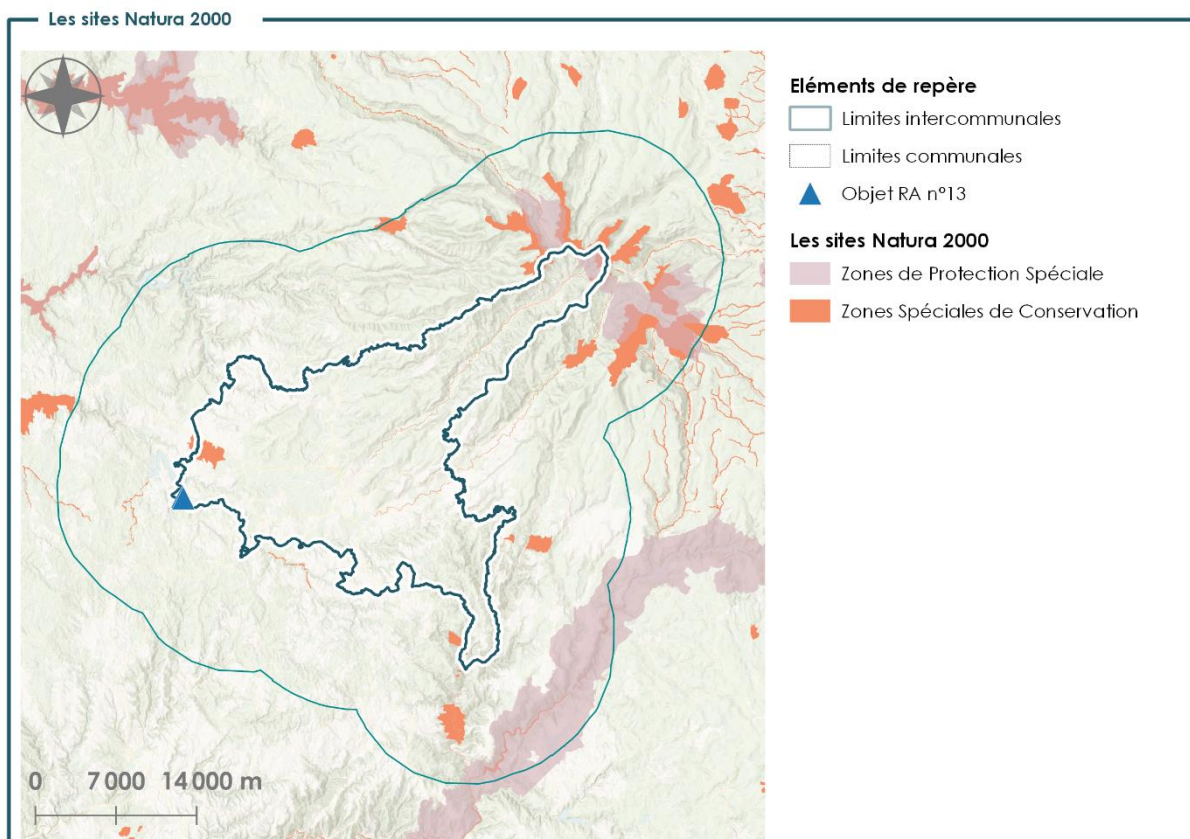 Les sites Natura 2000
Eléments de repère
Limites intercommunales
Limites communales
Objet RA n°13
Les sites Natura 2000
Zones de Protection Spéciale
Zones Spéciales de Conservation
0 7 000 14 000 m